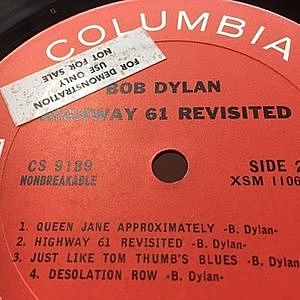 COLUMBIA
FOR DEMONSTRATION
USE ONLY
NOT FOR SALE
BOB DYLAN
HIGHWAY 61 REVISITED
CS 9189
NONBREAKABLE
SIDE 2
XSM 1106
1. QUEEN JANE APPROXIMATELY -B. Dylan-
2. HIGHWAY 61 REVISITED -B. Dylan-
3. JUST LIKE TOM THUMB'S BLUES -B. Dylan-
4. DESOLATION ROW -B. Dylan-